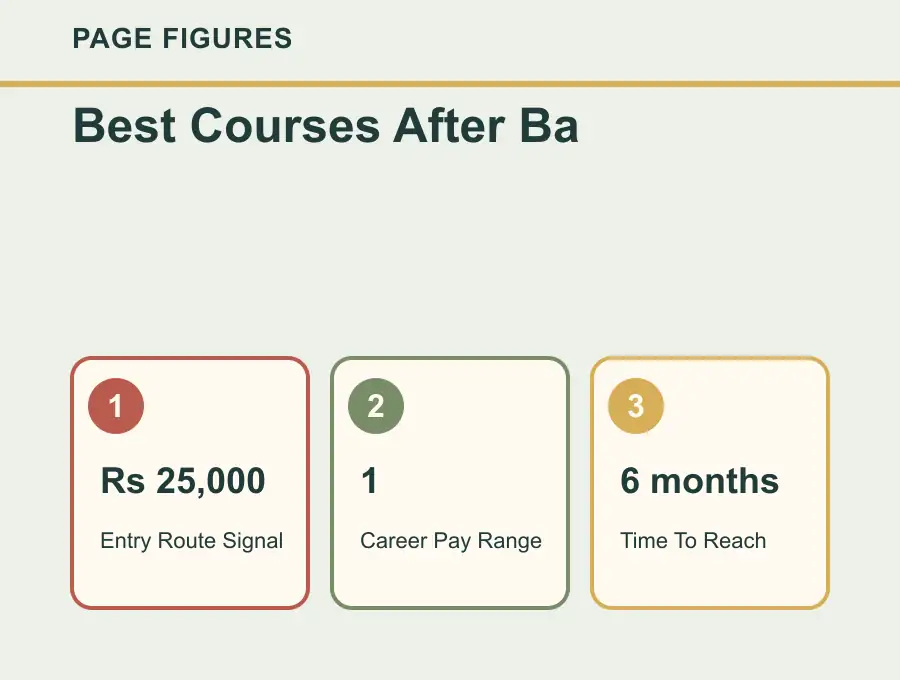 PAGE FIGURES
Best Courses After Ba
1
Rs 25,000
Entry Route Signal
2
1
Career Pay Range
3
6 months
Time To Reach